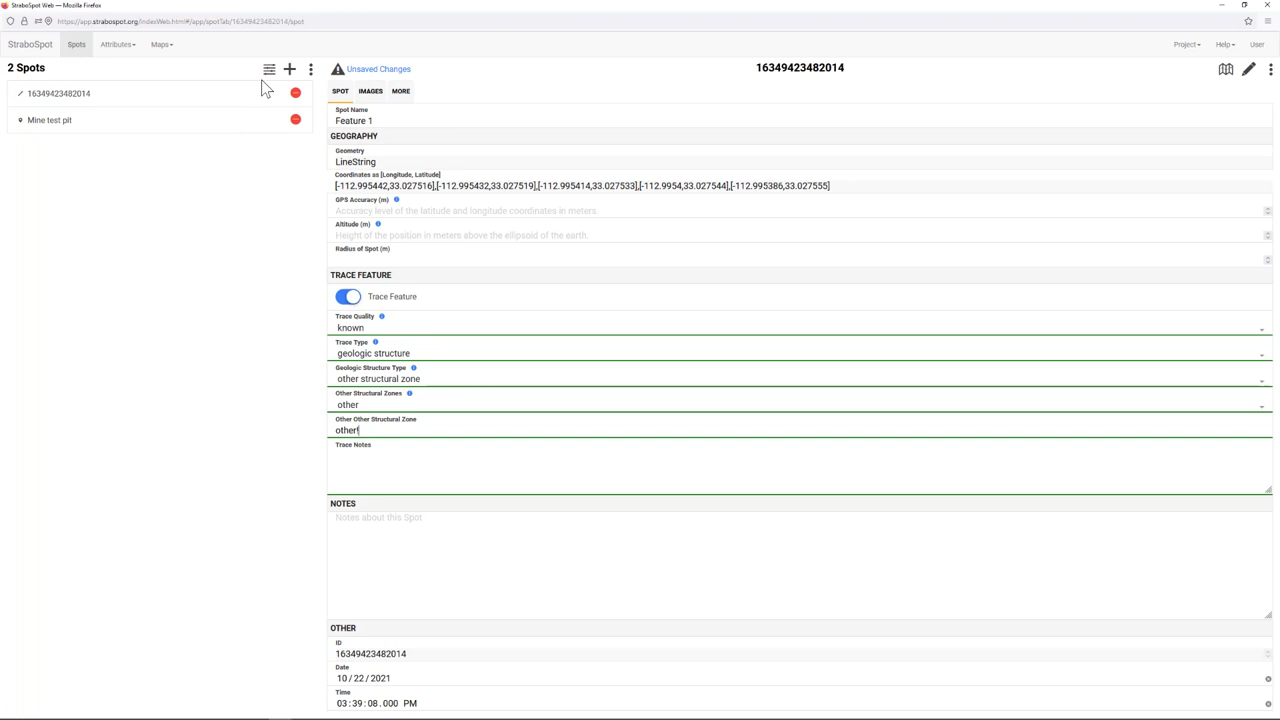 StraboSpot Web — Mozilla Firefox
https://app.strabospot.org/indexWeb.html#/app/spotTab/16349423482014/spot
StraboSpot Spots Attributes Maps Project Help User
2 Spots
16349423482014
Mine test pit
Unsaved Changes
16349423482014
SPOT IMAGES MORE
Spot Name
Feature 1
GEOGRAPHY
Geometry
LineString
Coordinates as [Longitude, Latitude]
[-112.995442,33.027516],[-112.995432,33.027519],[-112.995414,33.027533],[-112.9954,33.027544],[-112.995386,33.027555]
GPS Accuracy (m)
Accuracy level of the latitude and longitude coordinates in meters.
Altitude (m)
Height of the position in meters above the ellipsoid of the earth.
Radius of Spot (m)
TRACE FEATURE
Trace Feature
Trace Quality
known
Trace Type
geologic structure
Geologic Structure Type
other structural zone
Other Structural Zones
other
Other Other Structural Zone
other!
Trace Notes
NOTES
Notes about this Spot
OTHER
ID
16349423482014
Date
10/22/2021
Time
03:39:08.000 PM